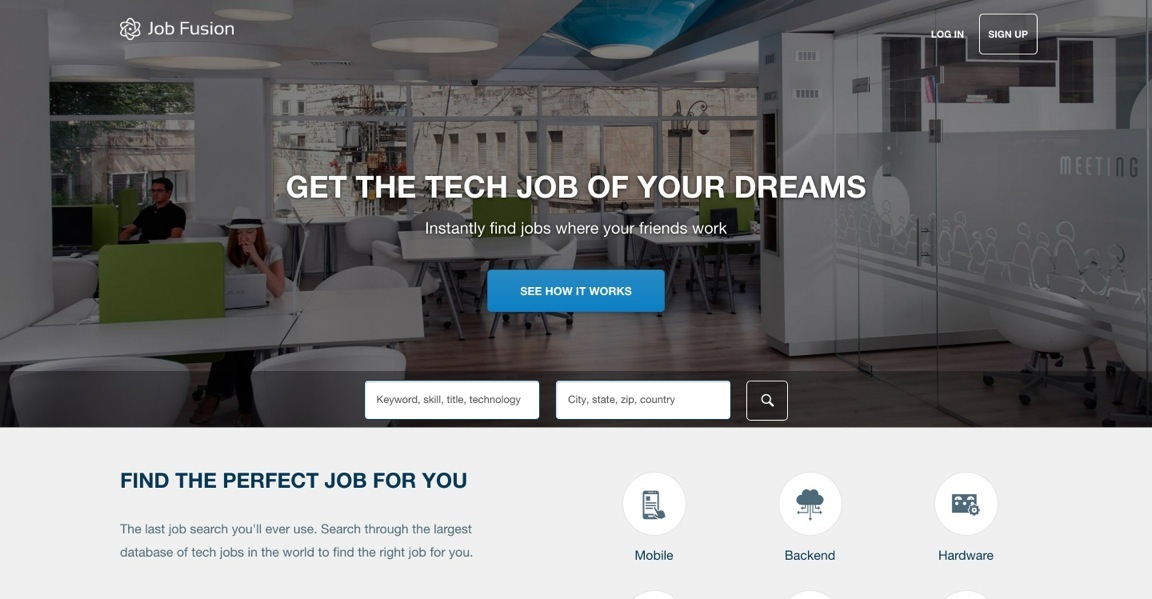 Job Fusion
LOG IN
SIGN UP
MEETING
GET THE TECH JOB OF YOUR DREAMS
Instantly find jobs where your friends work
SEE HOW IT WORKS
Keyword, skill, title, technology
City, state, zip, country
FIND THE PERFECT JOB FOR YOU
The last job search you'll ever use. Search through the largest
database of tech jobs in the world to find the right job for you.
Mobile
Backend
Hardware